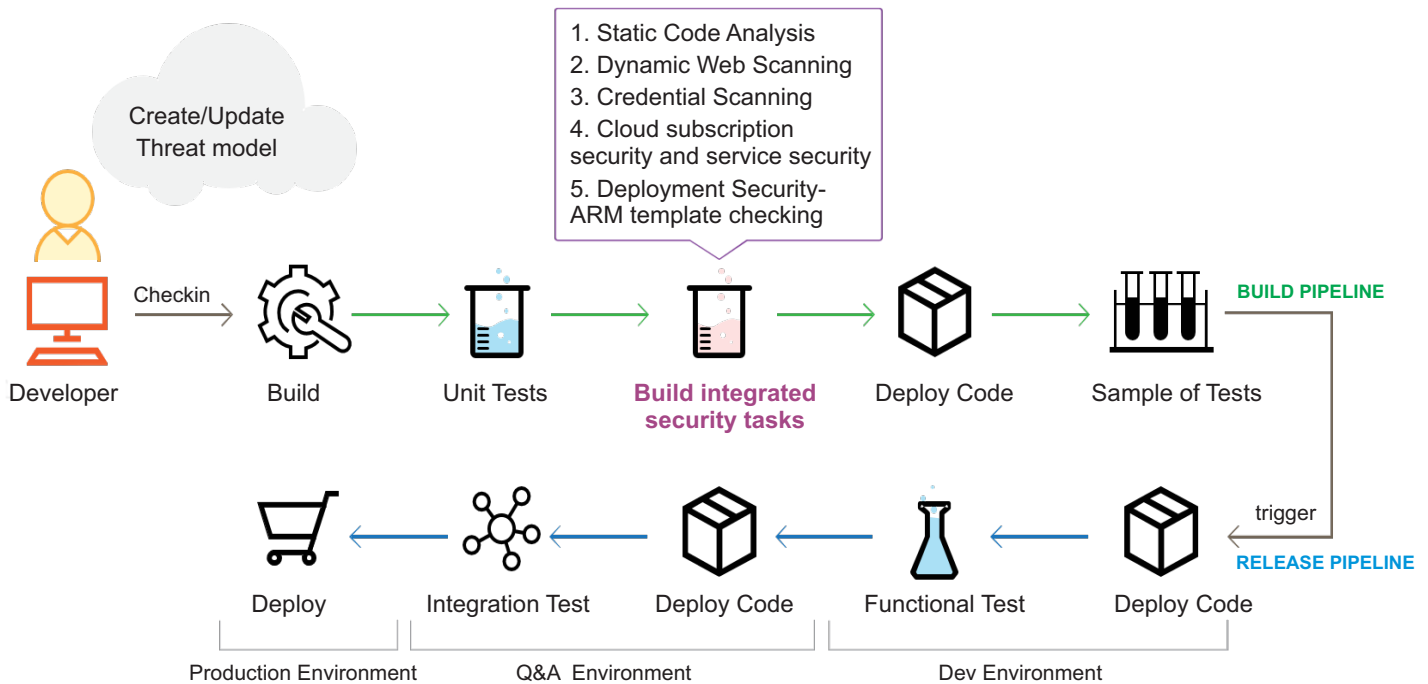 1. Static Code Analysis
2. Dynamic Web Scanning
3. Credential Scanning
4. Cloud subscription
security and service security
5. Deployment Security-
ARM template checking
Create/Update
Threat model
Checkin
BUILD PIPELINE
Developer
Build
Unit Tests
Build integrated
security tasks
Deploy Code
Sample of Tests
trigger
RELEASE PIPELINE
Deploy
Integration Test
Deploy Code
Functional Test
Deploy Code
Production Environment
Q&A Environment
Dev Environment